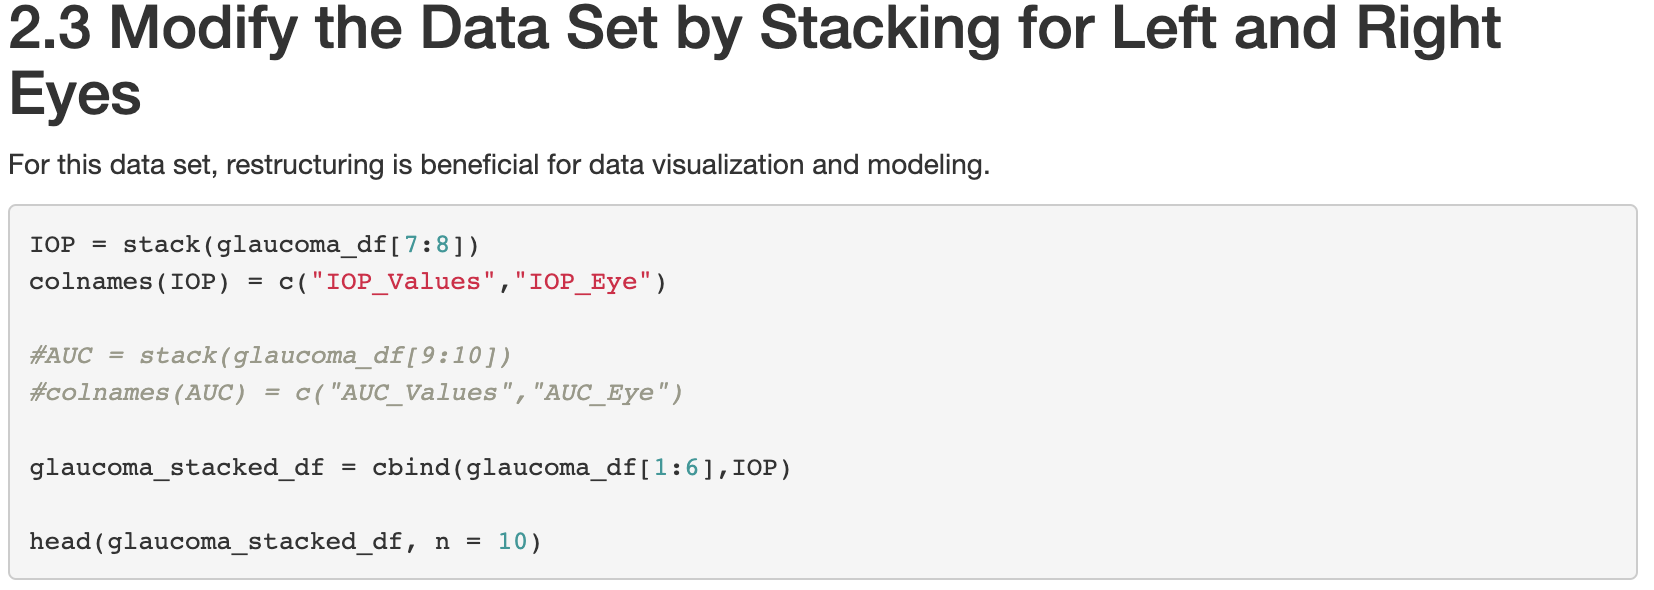 2.3 Modify the Data Set by Stacking for Left and Right
Eyes
For this data set, restructuring is beneficial for data visualization and modeling.
IOP = stack(glaucoma_df[7:8])
colnames(IOP) = c("IOP_Values","IOP_Eye")
#AUC = stack(glaucoma_df[9:10])
#colnames(AUC) = c("AUC_Values","AUC_Eye")
glaucoma_stacked_df = cbind(glaucoma_df[1:6],IOP)
head(glaucoma_stacked_df, n = 10)